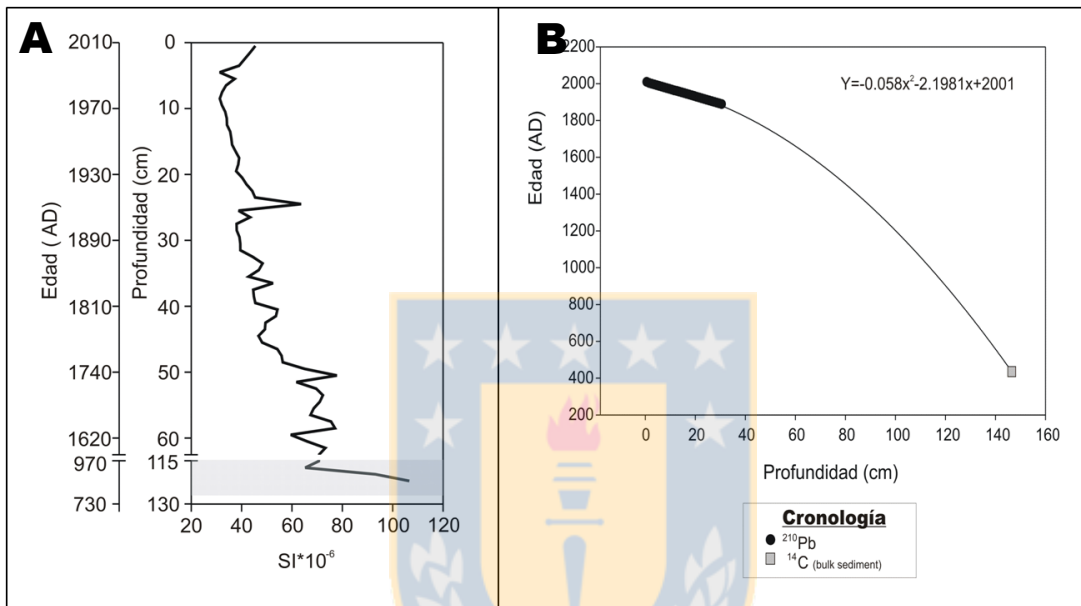 A
Edad ( AD)
2010
1970
1930
1890
1810
1740
1620
970
730
Profundidad (cm)
0
10
20
30
40
50
60
115
130
20 40 60 80 100 120
SI*10⁻⁶
B
Edad (AD)
2200
2000
1800
1600
1400
1200
1000
800
600
400
200
Y=-0.058x²-2.1981x+2001
0 20 40 60 80 100 120 140 160
Profundidad (cm)
Cronología
²¹⁰Pb
¹⁴C (bulk sediment)